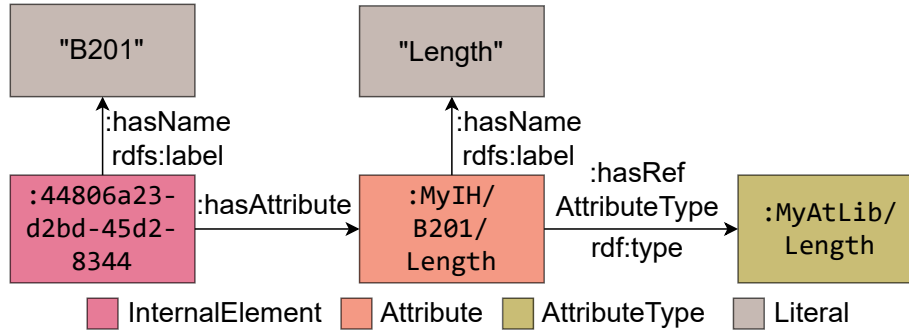 "B201"
"Length"
:hasName
rdfs:label
:hasName
rdfs:label
:44806a23-
d2bd-45d2-
8344
:hasAttribute
:MyIH/
B201/
Length
:hasRef
AttributeType
rdf:type
:MyAtLib/
Length
InternalElement
Attribute
AttributeType
Literal